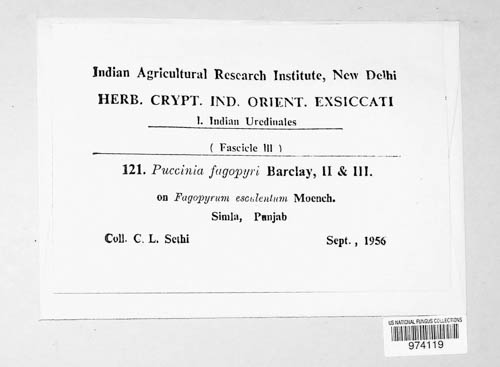 Indian Agricultural Research Institute, New Delhi
HERB. CRYPT. IND. ORIENT. EXSICCATI
I. Indian Uredinales
( Fascicle III )
121. Puccinia fagopyri Barclay, II & III.
on Fagopyrum esculentum Moench.
Simla, Punjab
Coll. C. L. Sethi Sept., 1956
US NATIONAL FUNGUS COLLECTIONS
974119